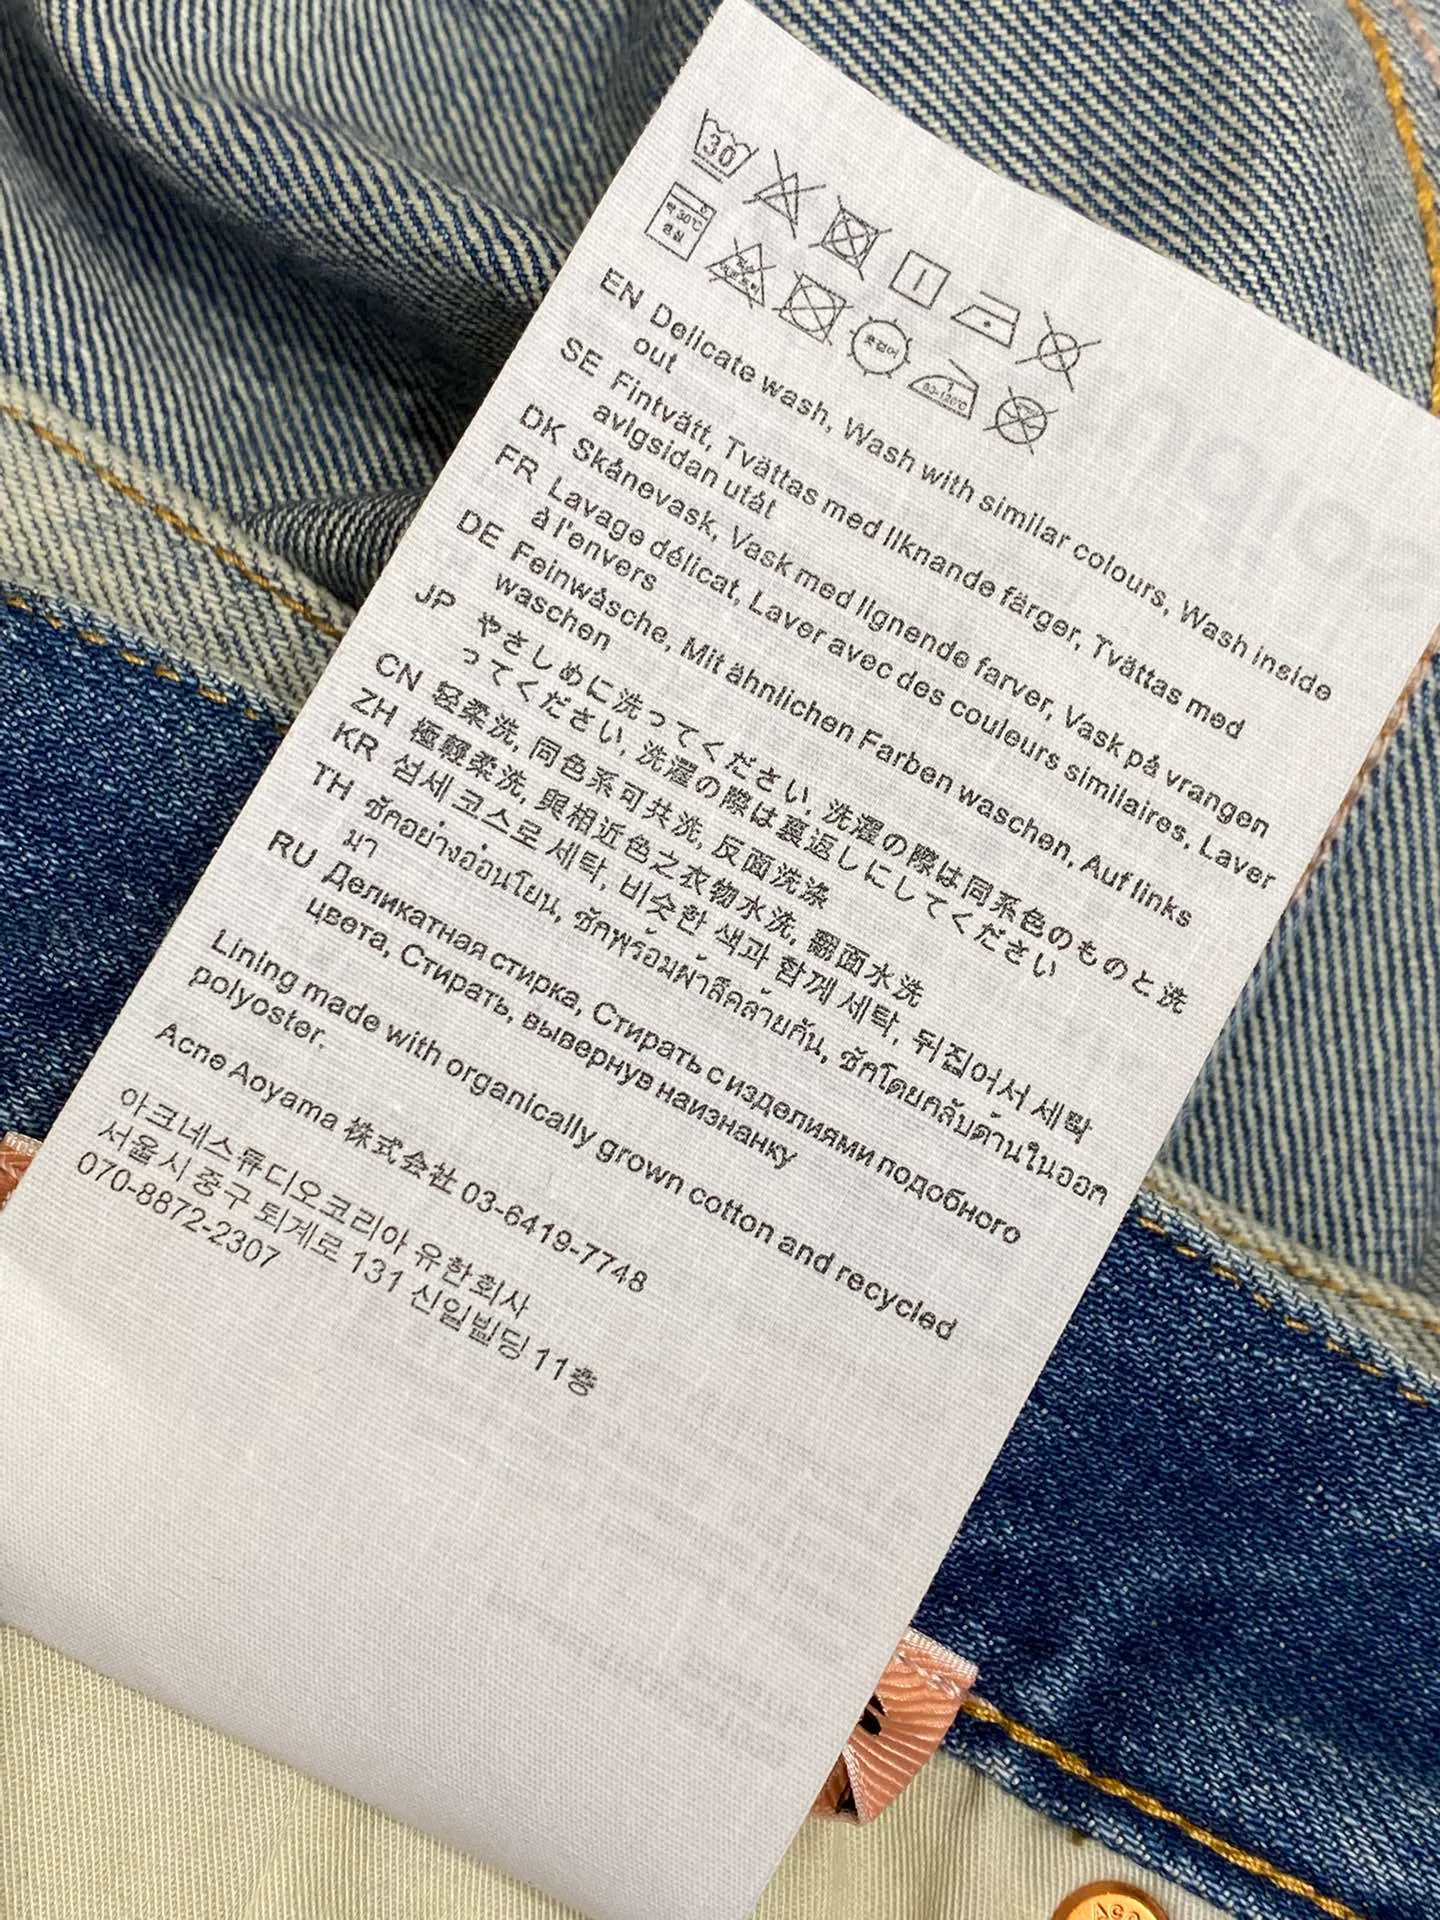 30
약 30℃
중성
손짜기
80-120℃
EN Delicate wash, Wash with similar colours, Wash inside
out
SE Fintvätt, Tvättas med liknande färger, Tvättas med
avigsidan utåt
DK Skånevask, Vask med lignende farver, Vask på vrangen
FR Lavage délicat, Laver avec des couleurs similaires, Laver
à l'envers
DE Feinwäsche, Mit ähnlichen Farben waschen, Auf links
waschen
JP やさしめに洗ってください, 洗濯の際は同系色のものと洗
ってください, 洗濯の際は裏返しにしてください
CN 轻柔洗, 同色系可共洗, 反面洗涤
ZH 極輕柔洗, 與相近色之衣物水洗, 翻面水洗
KR 섬세 코스로 세탁, 비슷한 색과 함께 세탁, 뒤집어서 세탁
TH ซักอย่างอ่อนโยน, ซักพร้อมผ้าสีคล้ายกัน, ซักโดยกลับด้านในออก
มา
RU Деликатная стирка, Стирать с изделиями подобного
цвета, Стирать, вывернув наизнанку
Lining made with organically grown cotton and recycled
polyester.
Acne Aoyama 株式会社 03-6419-7748
아크네스튜디오코리아 유한회사
서울시 중구 퇴계로 131 신일빌딩 11층
070-8872-2307